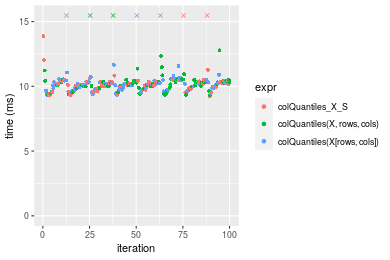 15
10
5
0
time (ms)
0
25
50
75
100
iteration
expr
colQuantiles_X_S
colQuantiles(X, rows, cols)
colQuantiles(X[rows, cols])